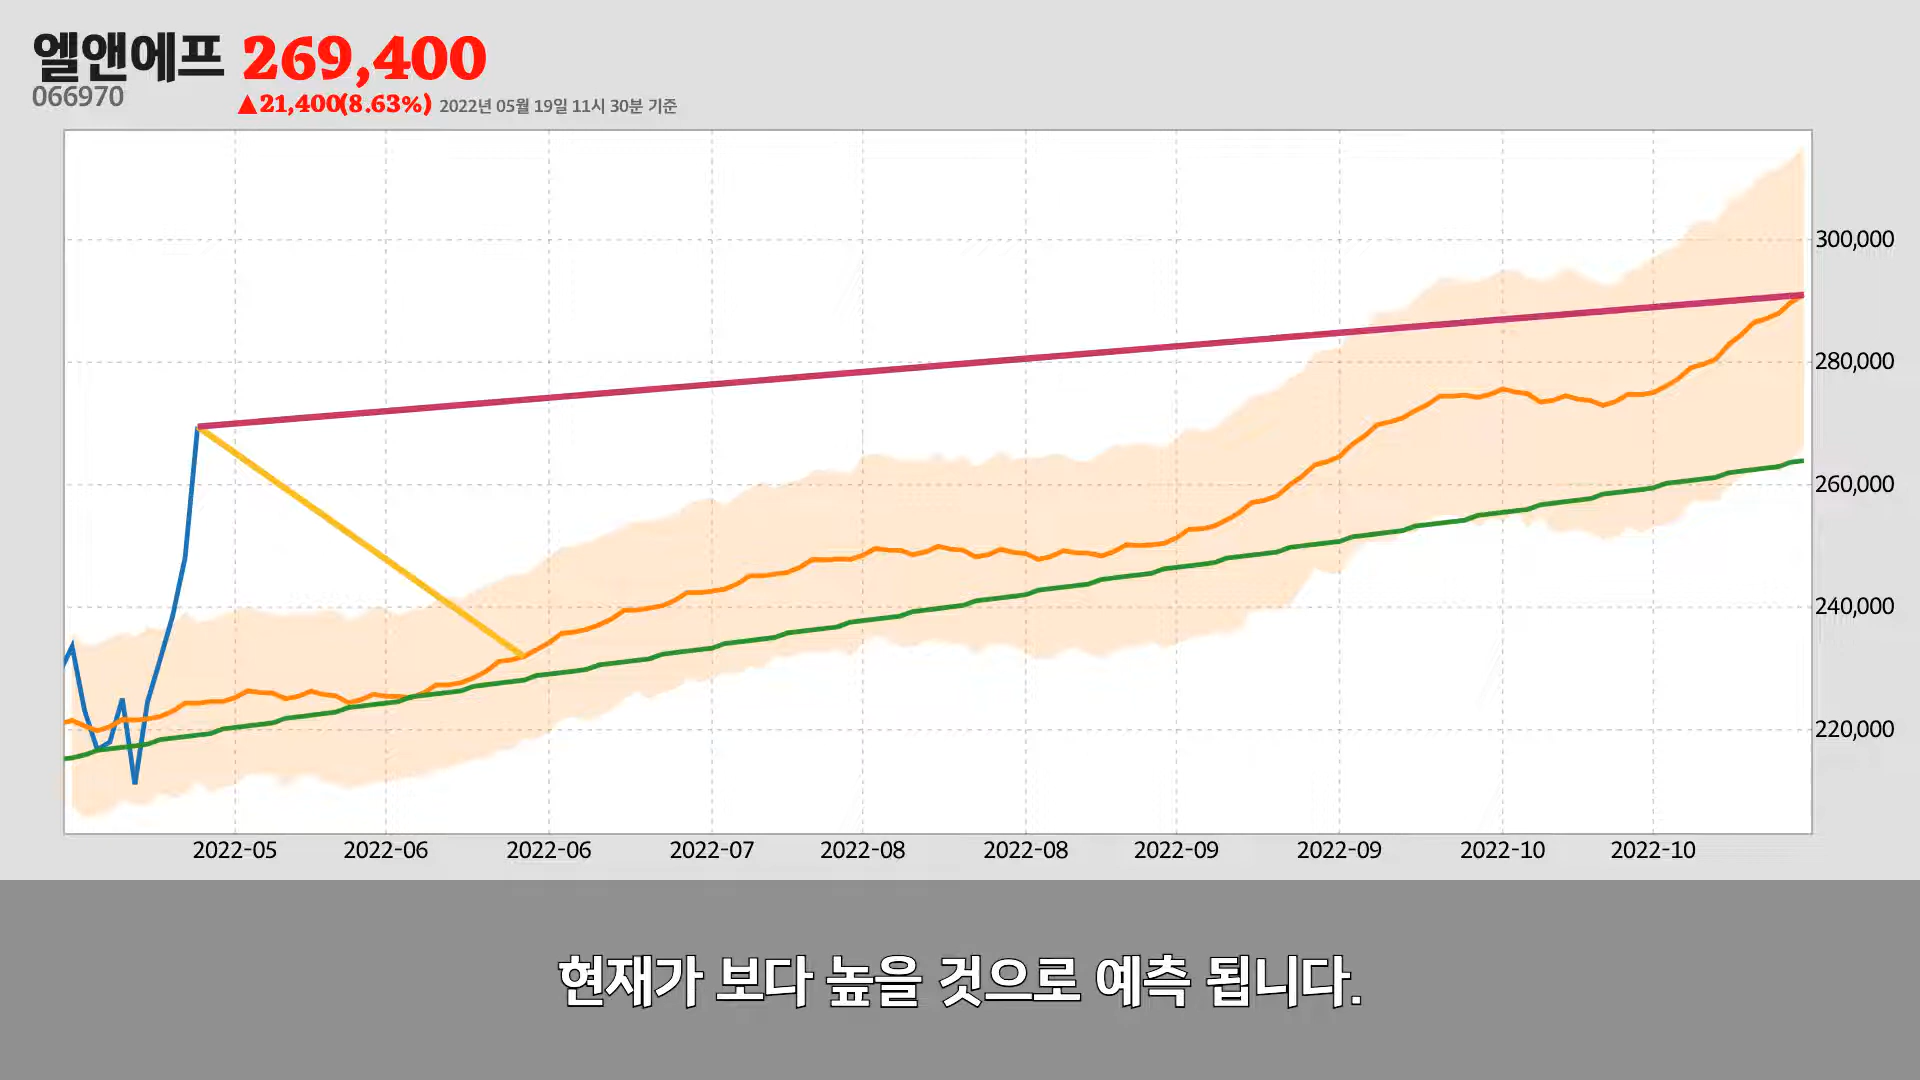 엘앤에프 269,400
066970
▲21,400(8.63%) 2022년 05월 19일 11시 30분 기준
300,000
280,000
260,000
240,000
220,000
2022-05 2022-06 2022-06 2022-07 2022-08 2022-08 2022-09 2022-09 2022-10 2022-10
현재가 보다 높을 것으로 예측 됩니다.